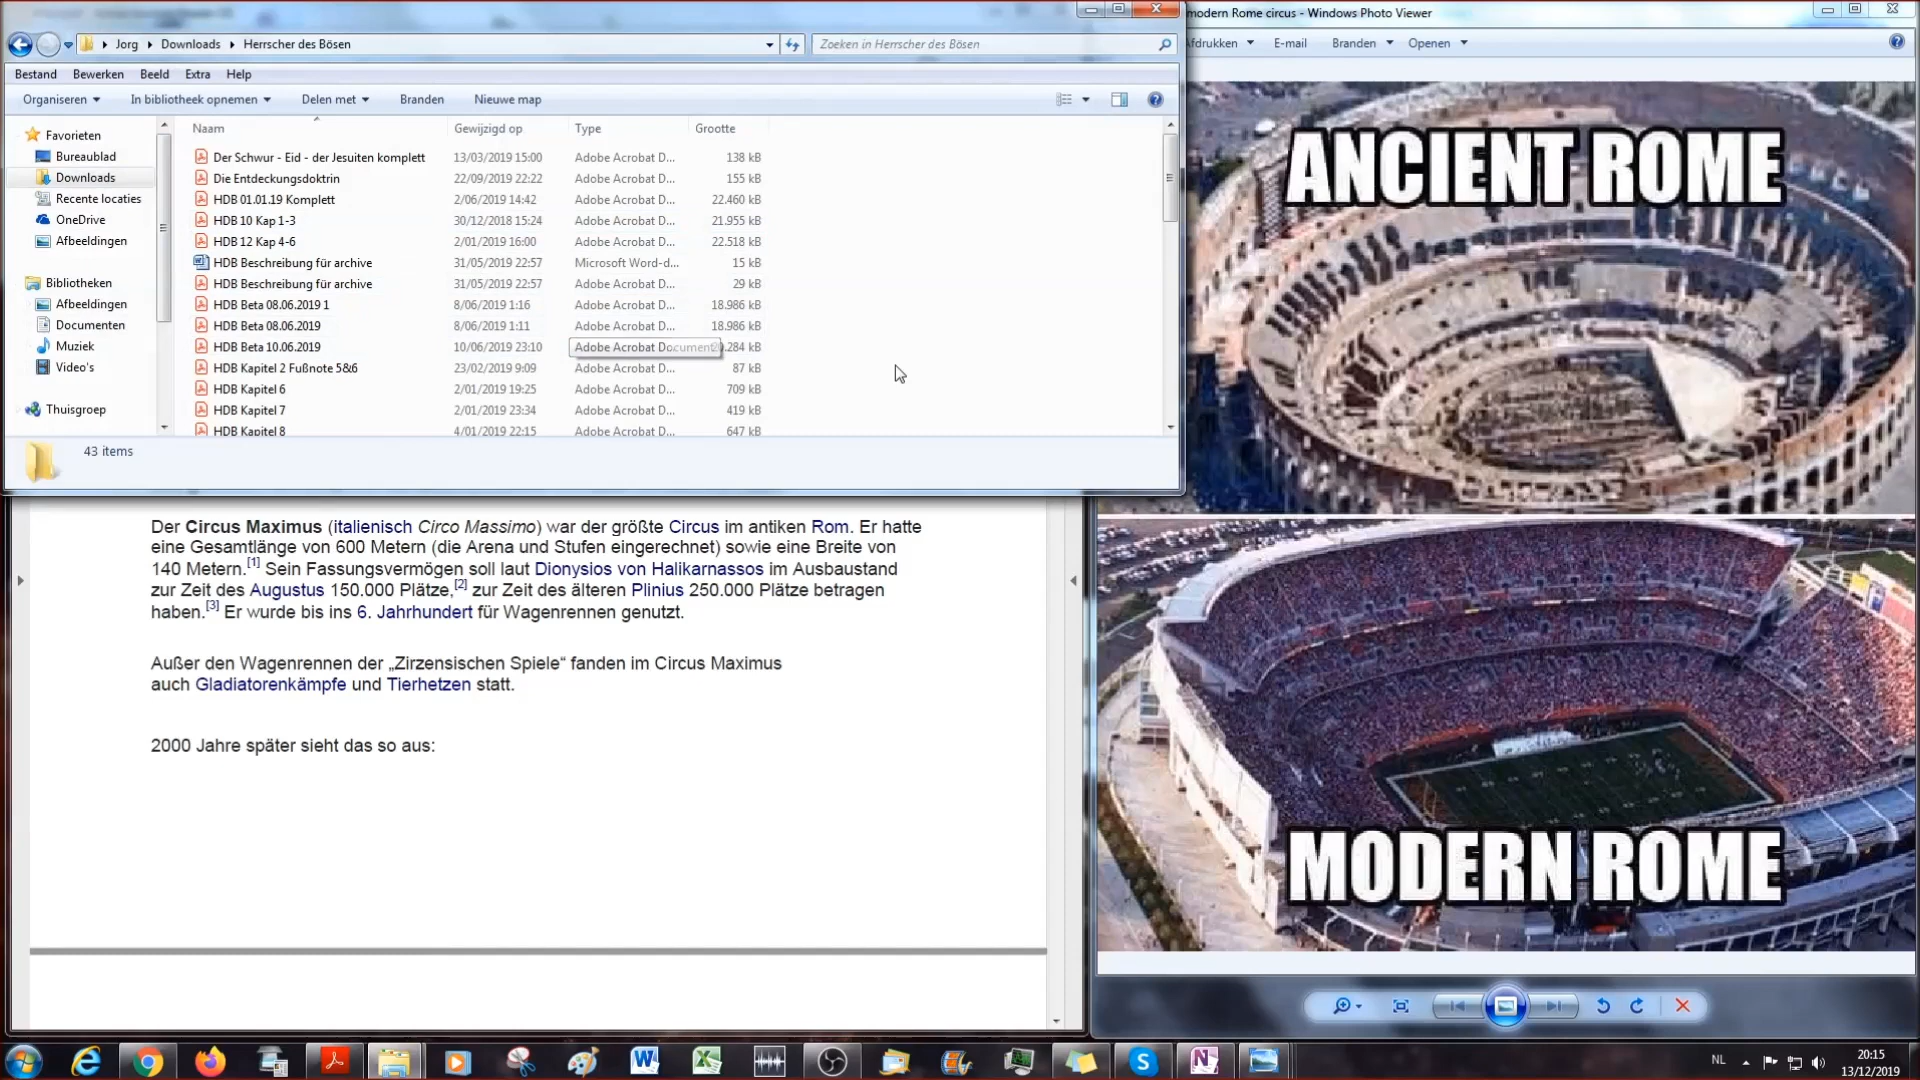 modern Rome circus - Windows Photo Viewer
Jorg Downloads Herrscher des Bösen
Zoeken in Herrscher des Bösen
Afdrukken E-mail Branden Openen
Bestand Bewerken Beeld Extra Help
Organiseren In bibliotheek opnemen Delen met Branden Nieuwe map
Naam Gewijzigd op Type Grootte
Favorieten
Bureaublad
Downloads
Recente locaties
OneDrive
Afbeeldingen
Bibliotheken
Afbeeldingen
Documenten
Muziek
Video's
Thuisgroep
Der Schwur - Eid - der Jesuiten komplett 13/03/2019 15:00 Adobe Acrobat D... 138 kB
Die Entdeckungsdoktrin 22/09/2019 22:22 Adobe Acrobat D... 155 kB
HDB 01.01.19 Komplett 2/06/2019 14:42 Adobe Acrobat D... 22.460 kB
HDB 10 Kap 1-3 30/12/2018 15:24 Adobe Acrobat D... 21.955 kB
HDB 12 Kap 4-6 2/01/2019 16:00 Adobe Acrobat D... 22.518 kB
HDB Beschreibung für archive 31/05/2019 22:57 Microsoft Word-d... 15 kB
HDB Beschreibung für archive 31/05/2019 22:57 Adobe Acrobat D... 29 kB
HDB Beta 08.06.2019 1 8/06/2019 1:16 Adobe Acrobat D... 18.986 kB
HDB Beta 08.06.2019 8/06/2019 1:11 Adobe Acrobat D... 18.986 kB
HDB Beta 10.06.2019 10/06/2019 23:10 Adobe Acrobat Document .284 kB
HDB Kapitel 2 Fußnote 5&6 23/02/2019 9:09 Adobe Acrobat D... 87 kB
HDB Kapitel 6 2/01/2019 19:25 Adobe Acrobat D... 709 kB
HDB Kapitel 7 2/01/2019 23:34 Adobe Acrobat D... 419 kB
HDB Kapitel 8 4/01/2019 22:15 Adobe Acrobat D... 647 kB
43 items
ANCIENT ROME
Der Circus Maximus (italienisch Circo Massimo) war der größte Circus im antiken Rom. Er hatte
eine Gesamtlänge von 600 Metern (die Arena und Stufen eingerechnet) sowie eine Breite von
140 Metern.[1] Sein Fassungsvermögen soll laut Dionysios von Halikarnassos im Ausbaustand
zur Zeit des Augustus 150.000 Plätze,[2] zur Zeit des älteren Plinius 250.000 Plätze betragen
haben.[3] Er wurde bis ins 6. Jahrhundert für Wagenrennen genutzt.
Außer den Wagenrennen der „Zirzensischen Spiele“ fanden im Circus Maximus
auch Gladiatorenkämpfe und Tierhetzen statt.
2000 Jahre später sieht das so aus:
MODERN ROME
NL
20:15
13/12/2019